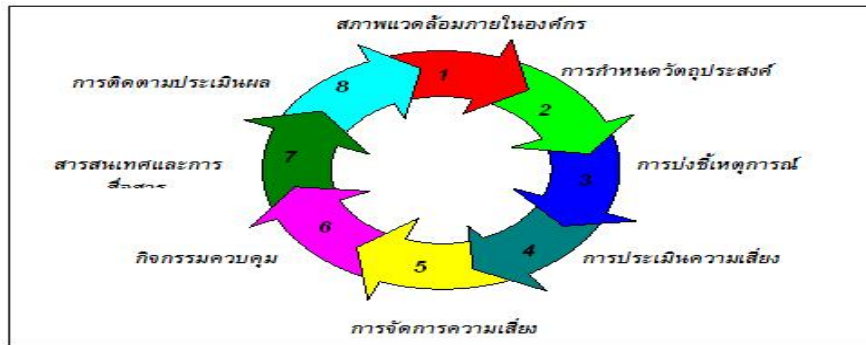 สภาพแวดล้อมภายในองค์กร
1
การกำหนดวัตถุประสงค์
2
การบ่งชี้เหตุการณ์
3
การประเมินความเสี่ยง
4
การจัดการความเสี่ยง
5
กิจกรรมควบคุม
6
สารสนเทศและการ
สื่อสาร
7
การติดตามประเมินผล
8